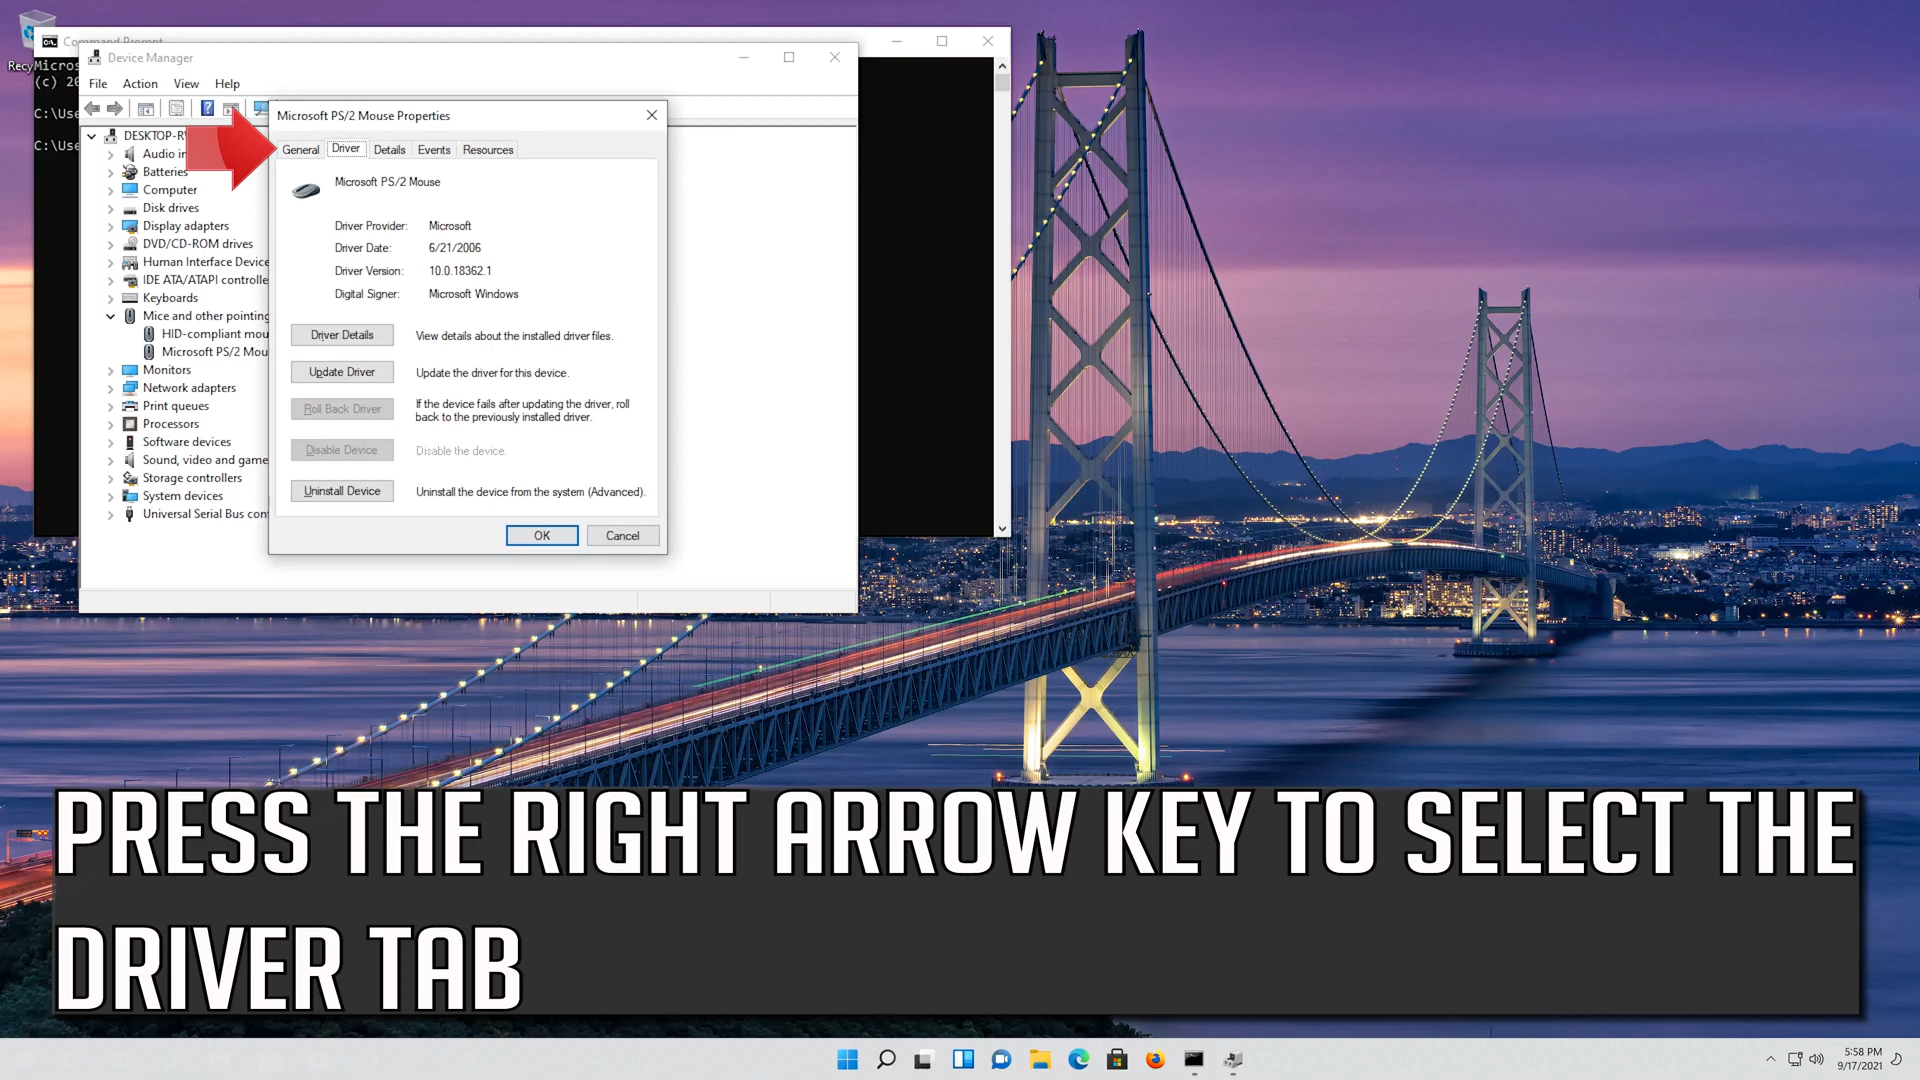 Command Prompt
Device Manager
File Action View Help
Microsoft PS/2 Mouse Properties
General Driver Details Events Resources
Microsoft PS/2 Mouse
Driver Provider: Microsoft
Driver Date: 6/21/2006
Driver Version: 10.0.18362.1
Digital Signer: Microsoft Windows
Driver Details View details about the installed driver files.
Update Driver Update the driver for this device.
Roll Back Driver If the device fails after updating the driver, roll
back to the previously installed driver.
Disable Device Disable the device.
Uninstall Device Uninstall the device from the system (Advanced).
OK Cancel
Recy
Micros
(c) 20
C:\Use
C:\Use
DESKTOP-R
Audio in
Batteries
Computer
Disk drives
Display adapters
DVD/CD-ROM drives
Human Interface Device
IDE ATA/ATAPI controlle
Keyboards
Mice and other pointing
HID-compliant mou
Microsoft PS/2 Mou
Monitors
Network adapters
Print queues
Processors
Software devices
Sound, video and game
Storage controllers
System devices
Universal Serial Bus con
PRESS THE RIGHT ARROW KEY TO SELECT THE
DRIVER TAB
5:58 PM
9/17/2021